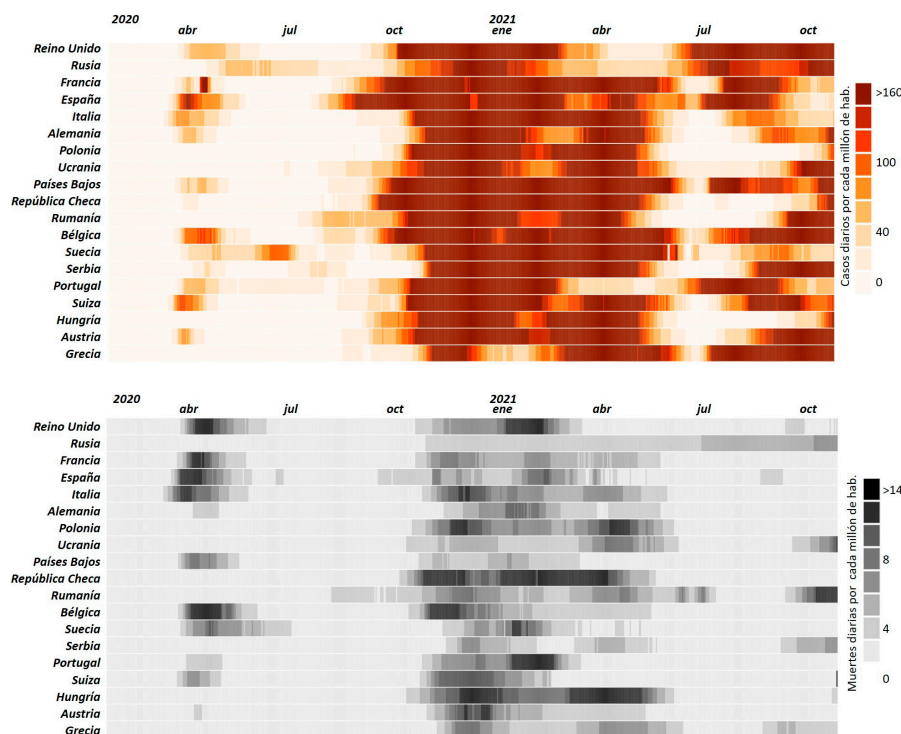 2020 2021
abr jul oct ene abr jul oct
Reino Unido
Rusia
Francia
España
Italia
Alemania
Polonia
Ucrania
Países Bajos
República Checa
Rumanía
Bélgica
Suecia
Serbia
Portugal
Suiza
Hungría
Austria
Grecia
Casos diarios por cada millón de hab.
>160
100
40
0
2020 2021
abr jul oct ene abr jul oct
Reino Unido
Rusia
Francia
España
Italia
Alemania
Polonia
Ucrania
Países Bajos
República Checa
Rumanía
Bélgica
Suecia
Serbia
Portugal
Suiza
Hungría
Austria
Grecia
Muertes diarias por cada millón de hab.
>14
8
4
0